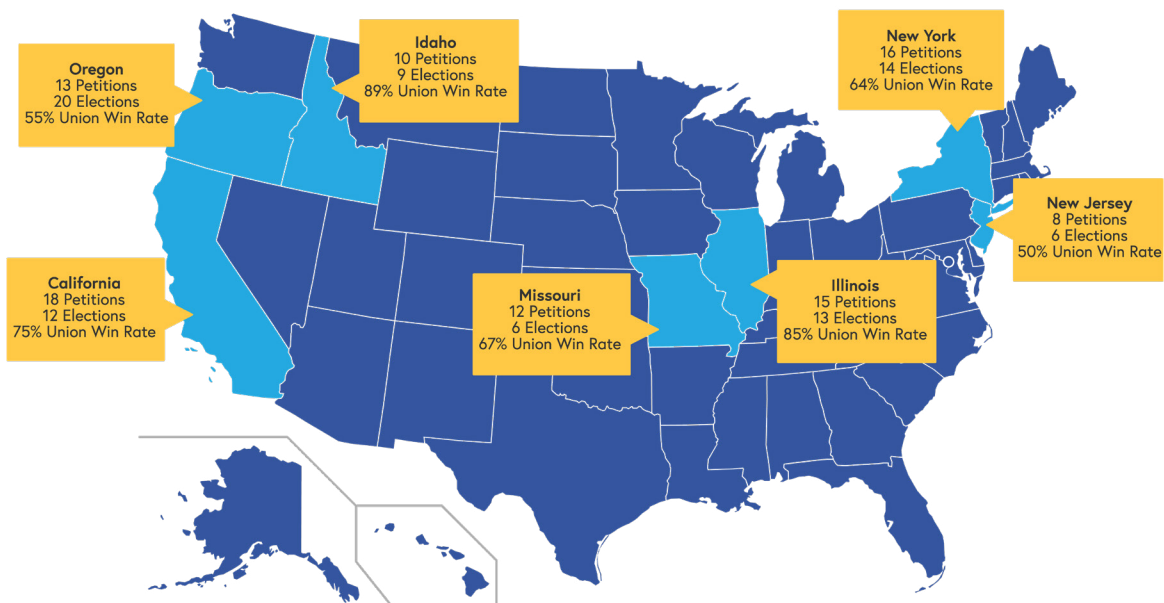 Oregon
13 Petitions
20 Elections
55% Union Win Rate
Idaho
10 Petitions
9 Elections
89% Union Win Rate
New York
16 Petitions
14 Elections
64% Union Win Rate
New Jersey
8 Petitions
6 Elections
50% Union Win Rate
California
18 Petitions
12 Elections
75% Union Win Rate
Missouri
12 Petitions
6 Elections
67% Union Win Rate
Illinois
15 Petitions
13 Elections
85% Union Win Rate